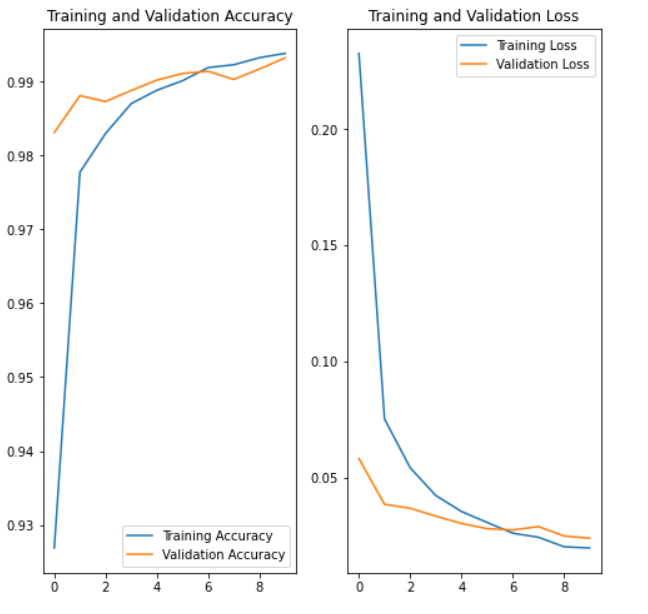 Training and Validation Accuracy
0.99
0.98
0.97
0.96
0.95
0.94
0.93
Training Accuracy
Validation Accuracy
0 2 4 6 8
Training and Validation Loss
Training Loss
Validation Loss
0.20
0.15
0.10
0.05
0 2 4 6 8